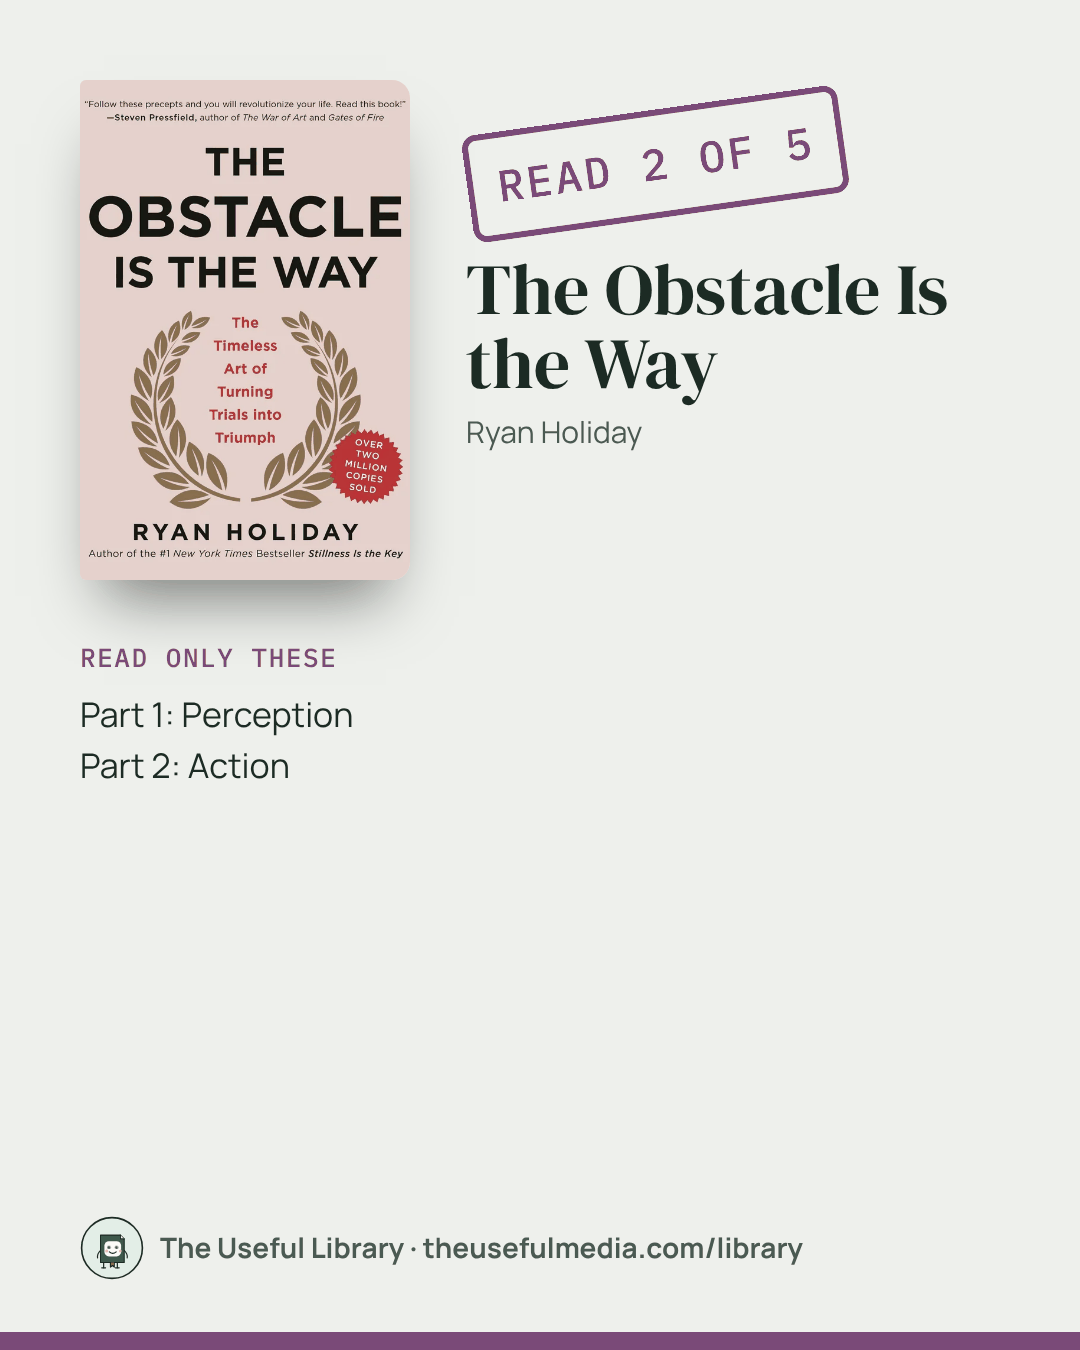 "Follow these precepts and you will revolutionize your life. Read this book!"
—Steven Pressfield, author of The War of Art and Gates of Fire
THE
OBSTACLE
IS THE WAY
The
Timeless
Art of
Turning
Trials into
Triumph
OVER
TWO
MILLION
COPIES
SOLD
RYAN HOLIDAY
Author of the #1 New York Times Bestseller Stillness Is the Key
READ 2 OF 5
The Obstacle Is
the Way
Ryan Holiday
READ ONLY THESE
Part 1: Perception
Part 2: Action
The Useful Library · theusefulmedia.com/library